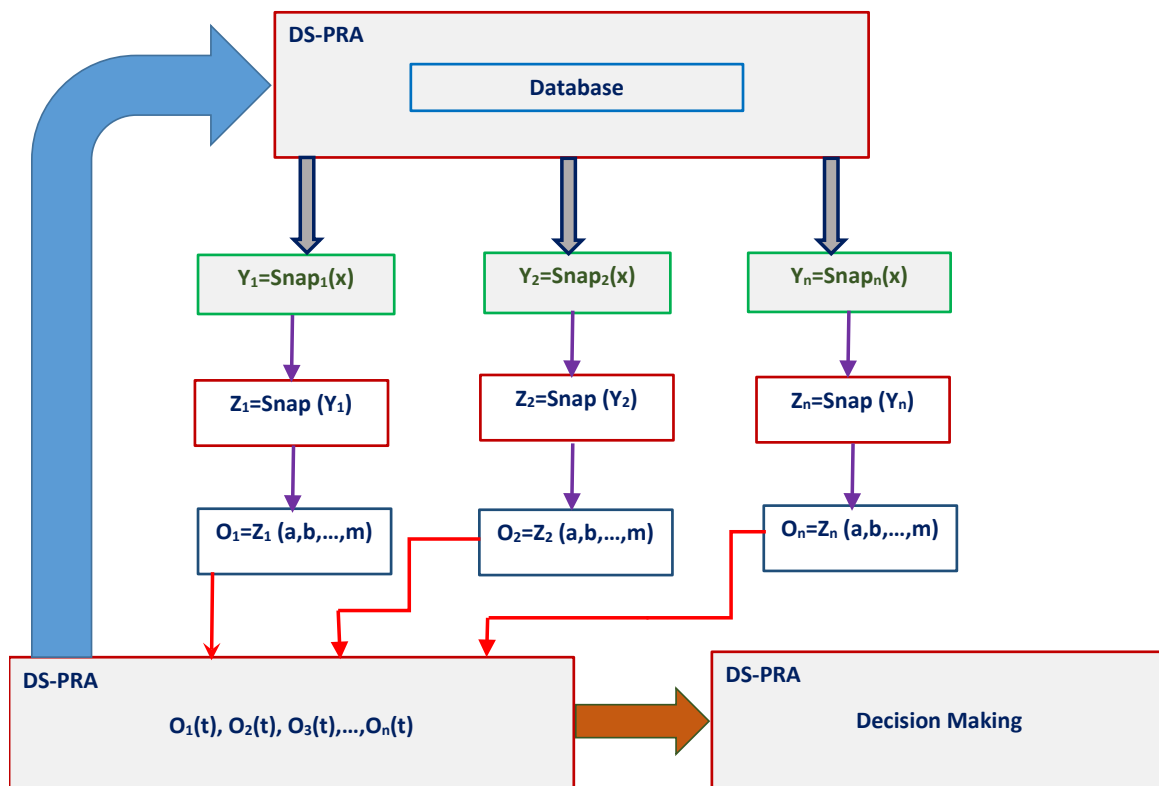 DS-PRA
Database
Y₁=Snap₁(x)
Y₂=Snap₂(x)
Yₙ=Snapₙ(x)
Z₁=Snap (Y₁)
Z₂=Snap (Y₂)
Zₙ=Snap (Yₙ)
O₁=Z₁ (a,b,...,m)
O₂=Z₂ (a,b,...,m)
Oₙ=Zₙ (a,b,...,m)
DS-PRA
O₁(t), O₂(t), O₃(t),...,Oₙ(t)
DS-PRA
Decision Making